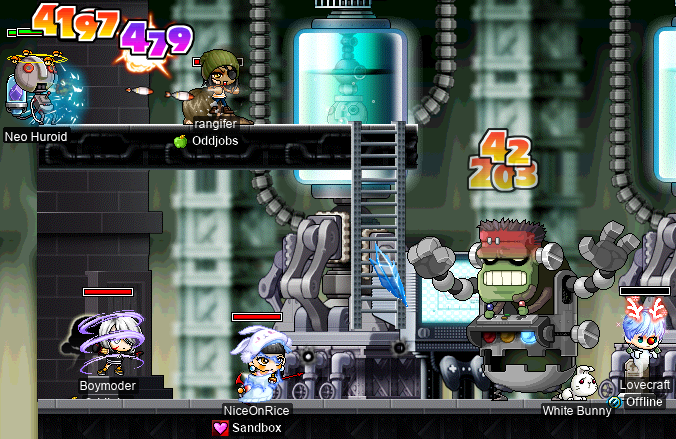 4197
479
Neo Huroid
rangifer
Oddjobs
42
203
Boymoder
NiceOnRice
Sandbox
White Bunny
Lovecraft
Offline